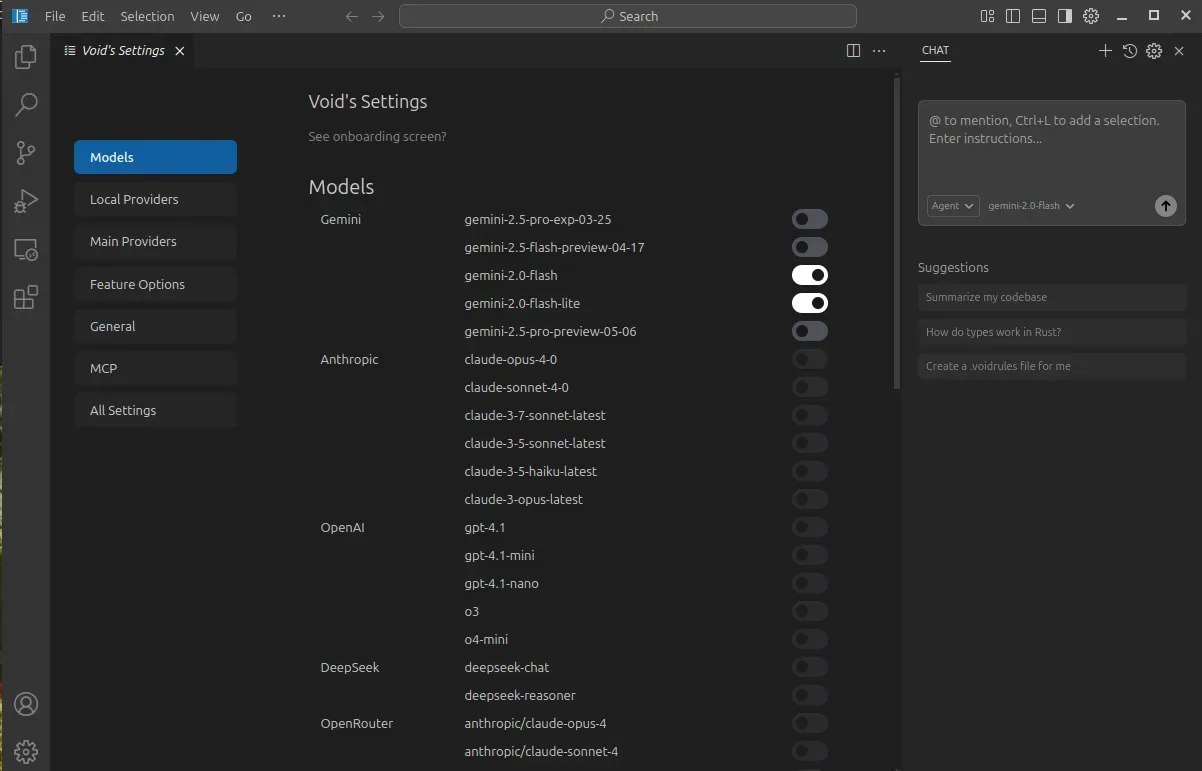 File Edit Selection View Go ··· Search
Void's Settings
CHAT
Void's Settings
See onboarding screen?
Models
Local Providers
Main Providers
Feature Options
General
MCP
All Settings
Models
Gemini gemini-2.5-pro-exp-03-25
gemini-2.5-flash-preview-04-17
gemini-2.0-flash
gemini-2.0-flash-lite
gemini-2.5-pro-preview-05-06
Anthropic claude-opus-4-0
claude-sonnet-4-0
claude-3-7-sonnet-latest
claude-3-5-sonnet-latest
claude-3-5-haiku-latest
claude-3-opus-latest
OpenAI gpt-4.1
gpt-4.1-mini
gpt-4.1-nano
o3
o4-mini
DeepSeek deepseek-chat
deepseek-reasoner
OpenRouter anthropic/claude-opus-4
anthropic/claude-sonnet-4
@ to mention, Ctrl+L to add a selection.
Enter instructions...
Agent gemini-2.0-flash
Suggestions
Summarize my codebase
How do types work in Rust?
Create a .voidrules file for me